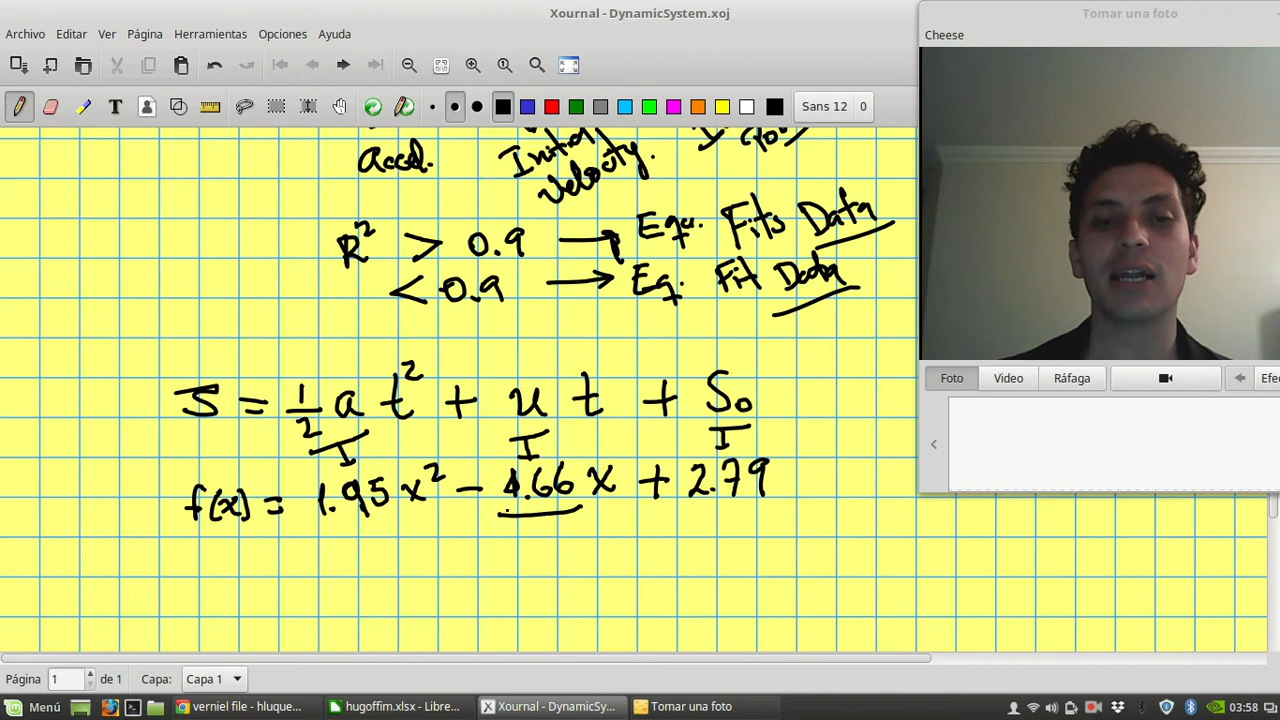 Xournal - DynamicSystem.xoj
Tomar una foto
Archivo Editar Ver Página Herramientas Opciones Ayuda
Cheese
Sans 12 0
Accel. Initial
Velocity.
R² > 0.9 → Equ. Fits Data
< 0.9 → Eq. Fit Data
S = 1/2 a t² + u t + S₀
I I I
f(x) = 1.95 x² - 4.66 x + 2.79
Foto Video Ráfaga Efe
Página 1 de 1 Capa: Capa 1
Menú verniel file - hluque... hugoffim.xlsx - Libre... Xournal - DynamicSy... Tomar una foto 03:58